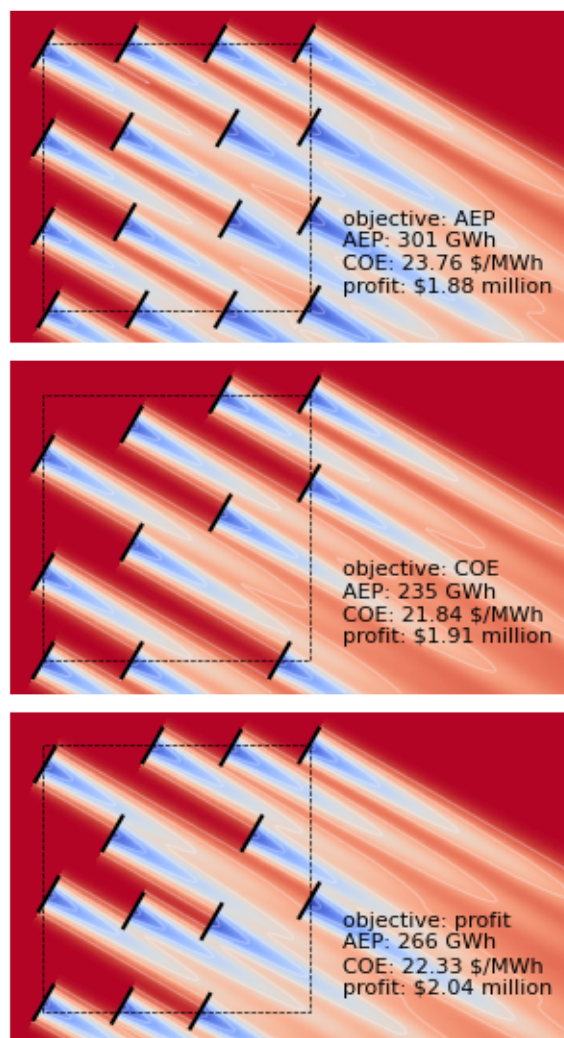 objective: AEP
AEP: 301 GWh
COE: 23.76 $/MWh
profit: $1.88 million
objective: COE
AEP: 235 GWh
COE: 21.84 $/MWh
profit: $1.91 million
objective: profit
AEP: 266 GWh
COE: 22.33 $/MWh
profit: $2.04 million